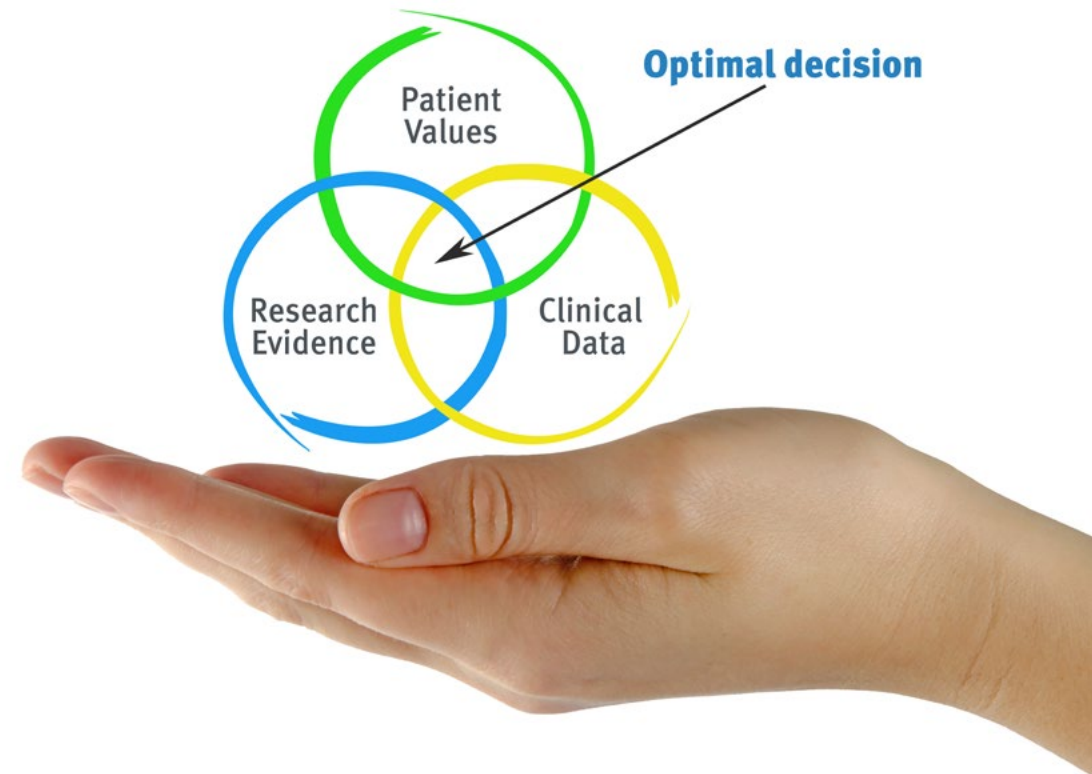 Optimal decision
Patient
Values
Research
Evidence
Clinical
Data